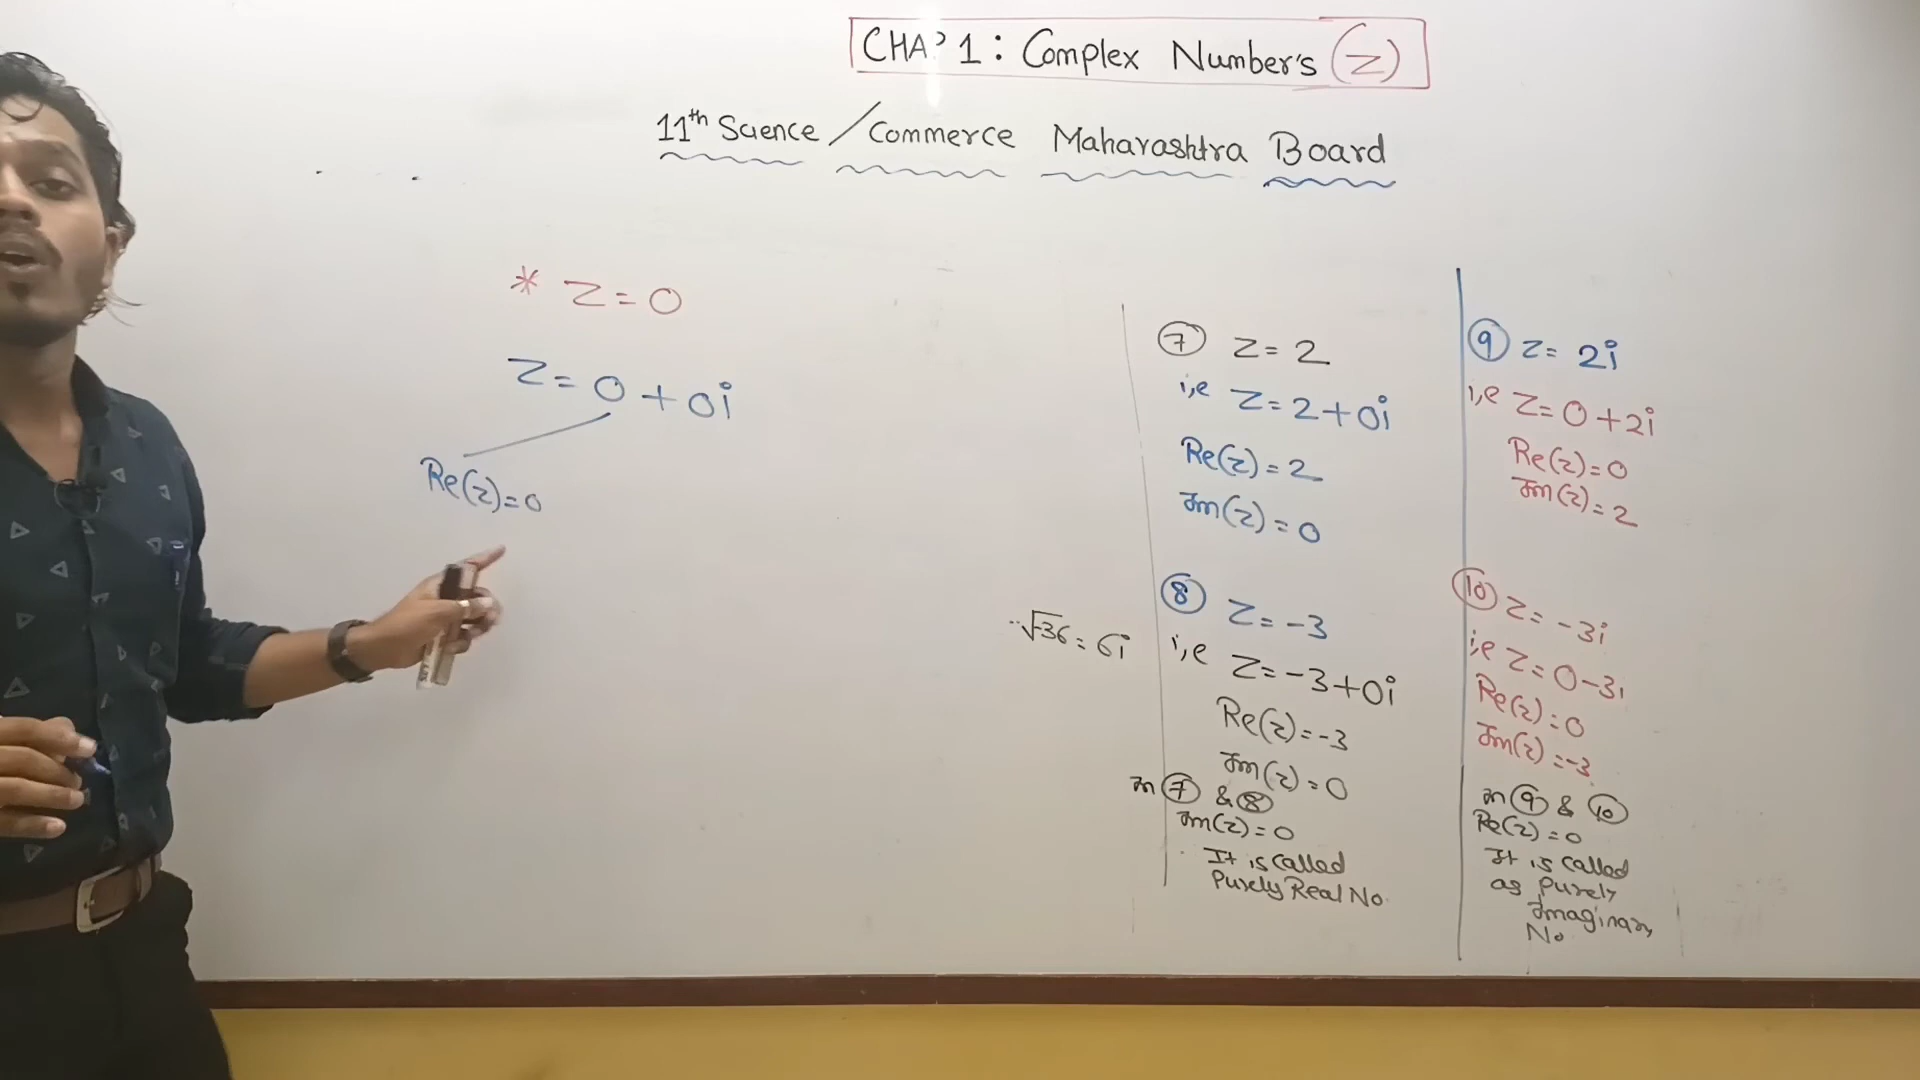 CHAP 1 : Complex Number's (z)
11th Science / Commerce Maharashtra Board
* Z = 0
Z = 0 + 0i
Re(z) = 0
√-36 = 6i
⑦ Z = 2
i,e Z = 2 + 0i
Re(z) = 2
Im(z) = 0
⑧ Z = -3
i,e Z = -3 + 0i
Re(z) = -3
Im(z) = 0
In ⑦ & ⑧
Im(z) = 0
It is called
Purely Real No.
⑨ Z = 2i
i,e Z = 0 + 2i
Re(z) = 0
Im(z) = 2
⑩ Z = -3i
i,e Z = 0 - 3i
Re(z) = 0
Im(z) = -3
In ⑨ & ⑩
Re(z) = 0
It is called
as Purely
Imaginary
No